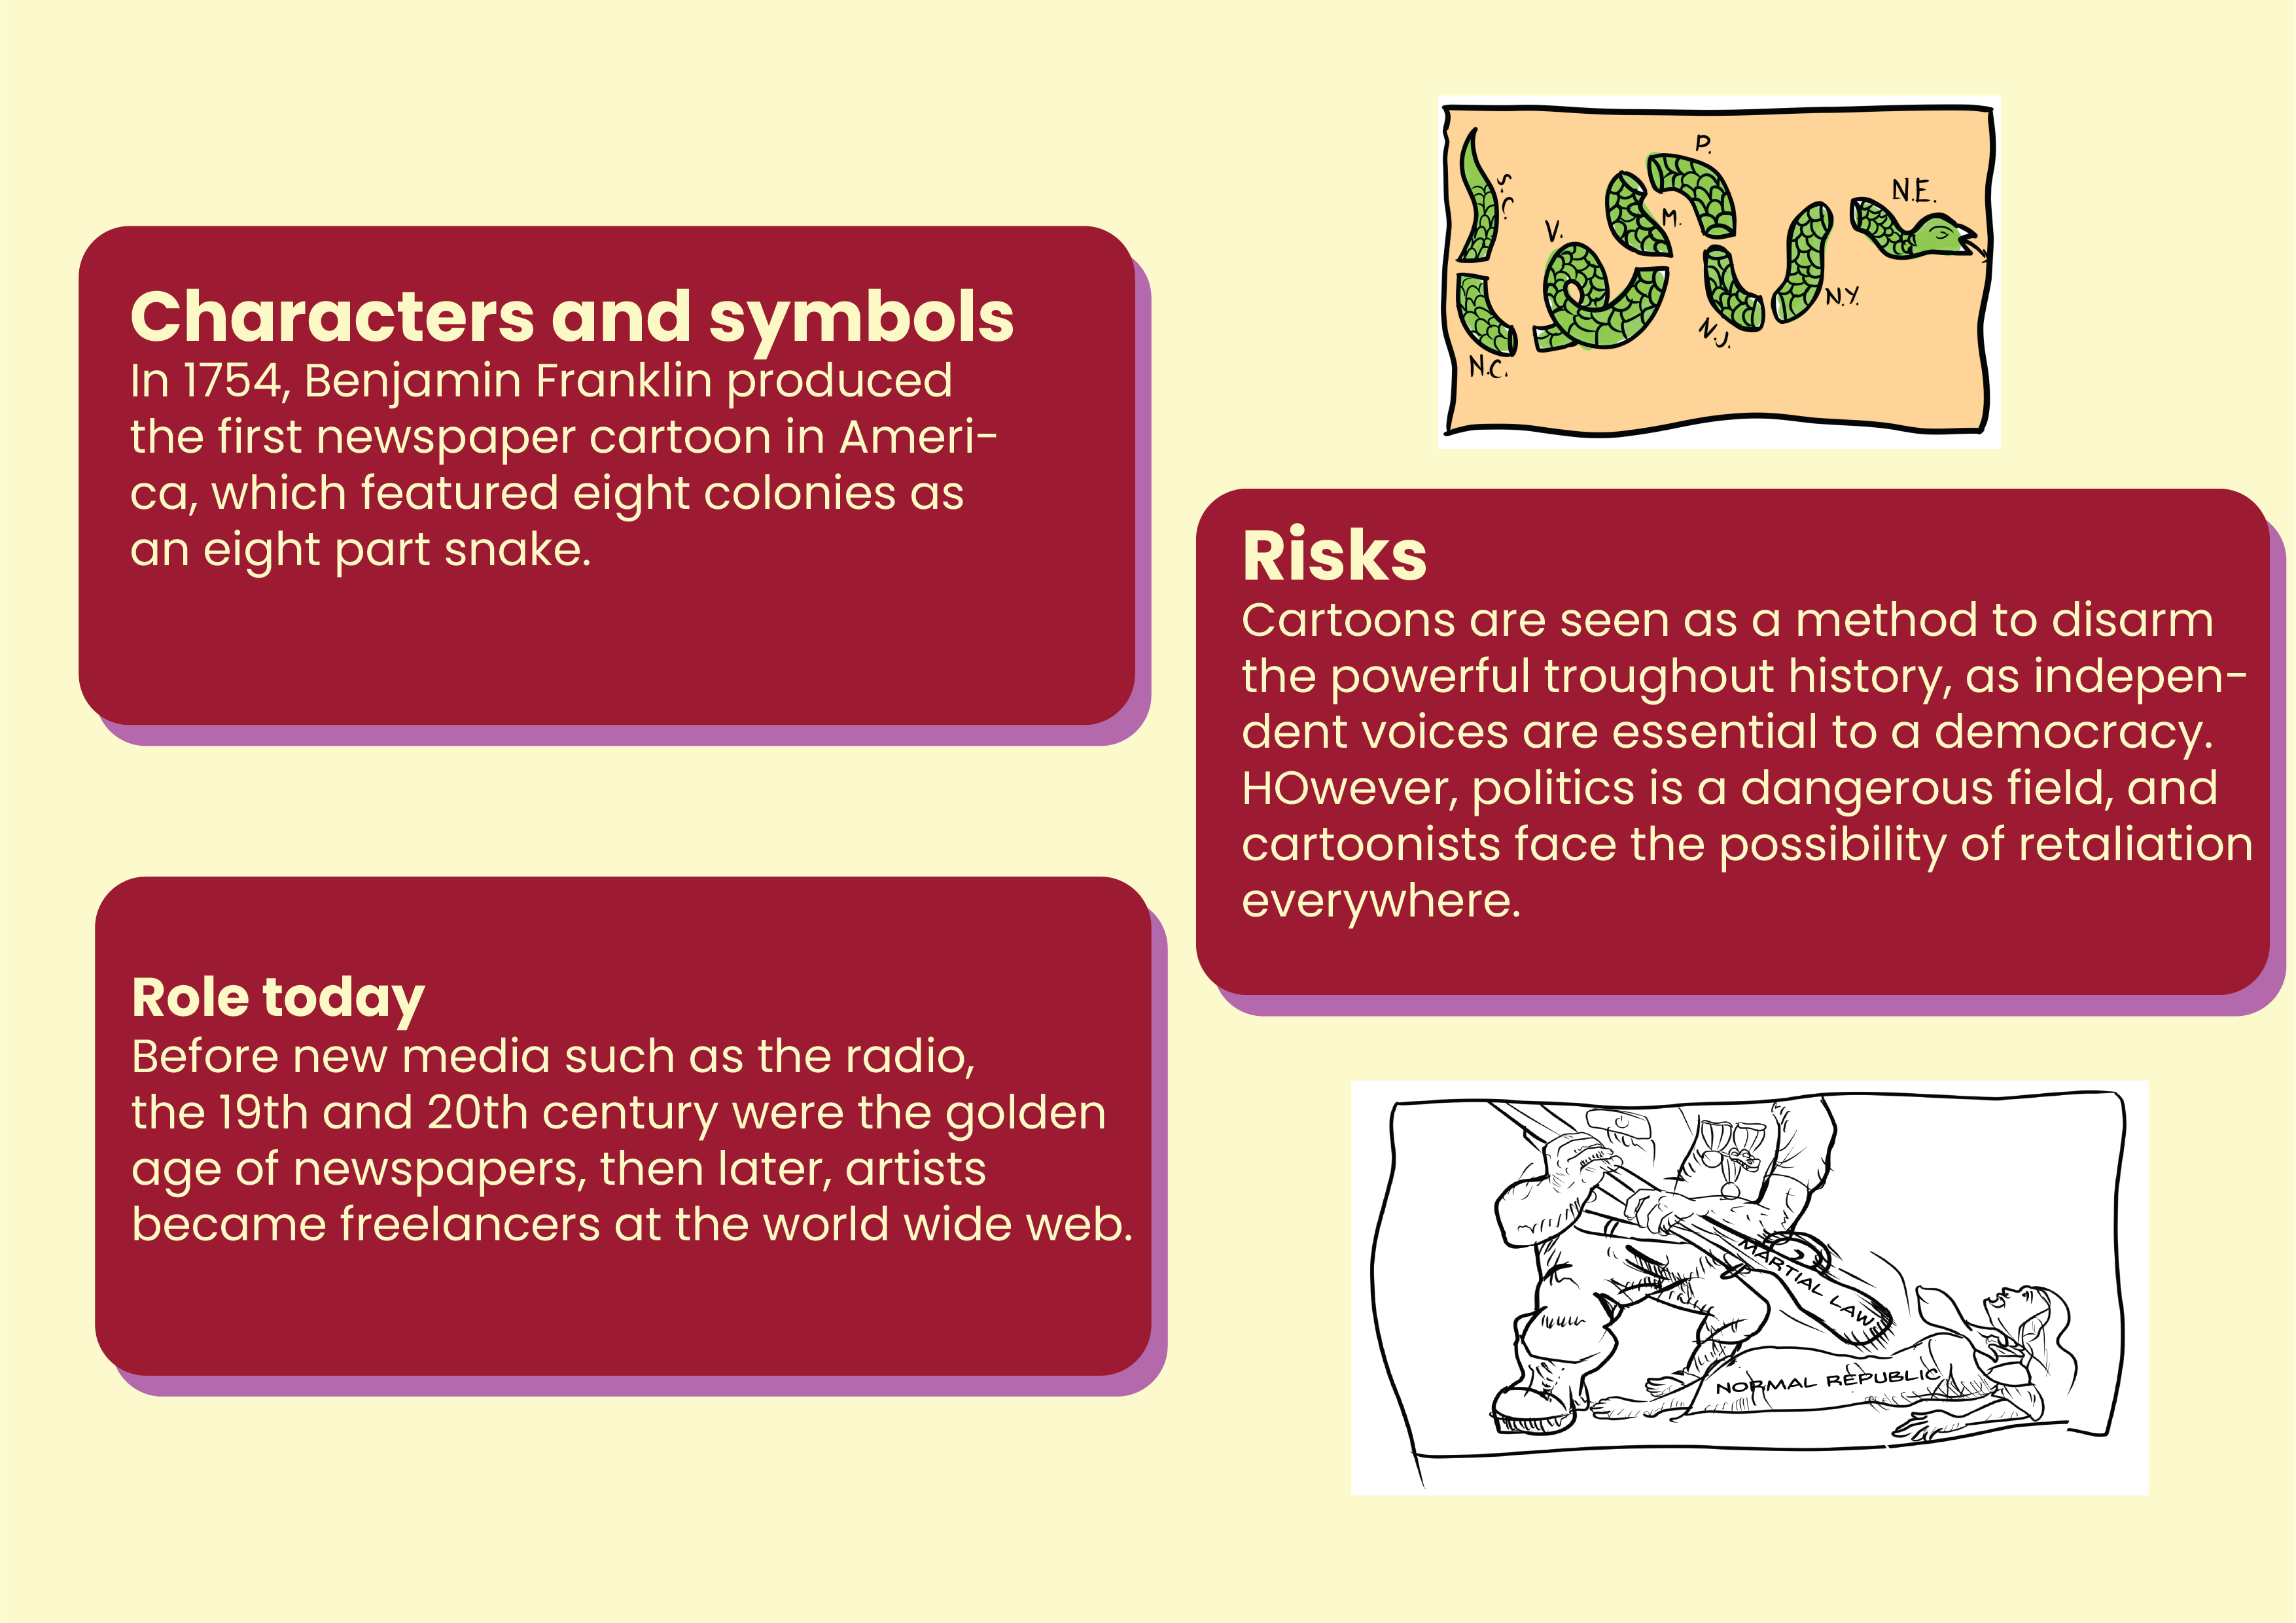 Characters and symbols
In 1754, Benjamin Franklin produced
the first newspaper cartoon in Ameri-
ca, which featured eight colonies as
an eight part snake.
Role today
Before new media such as the radio,
the 19th and 20th century were the golden
age of newspapers, then later, artists
became freelancers at the world wide web.
S.C.
N.C.
V.
M.
P.
N.J.
N.Y.
N.E.
Risks
Cartoons are seen as a method to disarm
the powerful troughout history, as indepen-
dent voices are essential to a democracy.
HOwever, politics is a dangerous field, and
cartoonists face the possibility of retaliation
everywhere.
MARTIAL LAW
NORMAL REPUBLIC